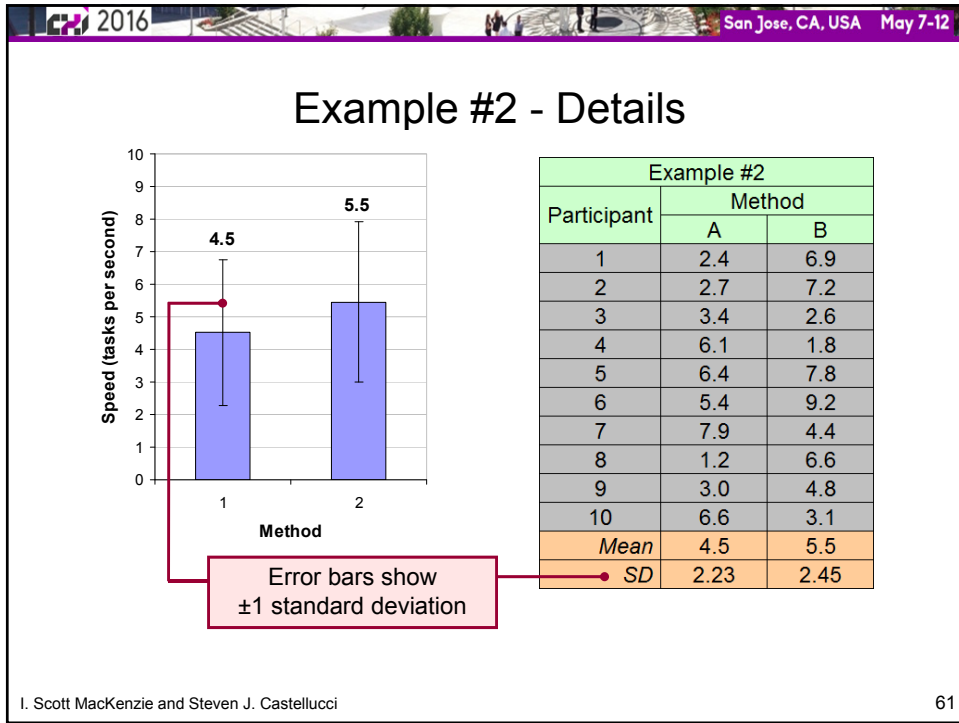 CHI 2016
San Jose, CA, USA May 7-12
Example #2 - Details
10
9
8
7
6
5
4
3
2
1
0
Speed (tasks per second)
4.5
5.5
1 2
Method
Error bars show
±1 standard deviation
Example #2
Participant Method
A B
1 2.4 6.9
2 2.7 7.2
3 3.4 2.6
4 6.1 1.8
5 6.4 7.8
6 5.4 9.2
7 7.9 4.4
8 1.2 6.6
9 3.0 4.8
10 6.6 3.1
Mean 4.5 5.5
SD 2.23 2.45
I. Scott MacKenzie and Steven J. Castellucci 61